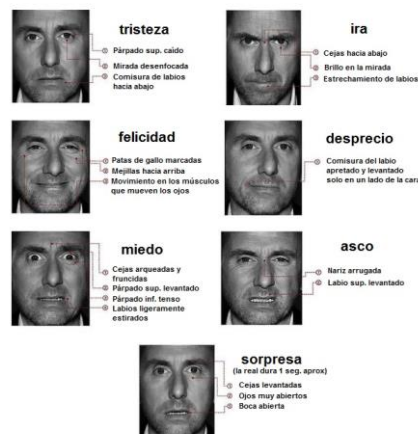 tristeza
Párpado sup. caído
Mirada desenfocada
Comisura de labios
hacia abajo
ira
Cejas hacia abajo
Brillo en la mirada
Estrechamiento de labios
felicidad
Patas de gallo marcadas
Mejillas hacia arriba
Movimiento en los músculos
que mueven los ojos
desprecio
Comisura del labio
apretado y levantado
solo en un lado de la cara
miedo
Cejas arqueadas y
fruncidas
Párpado sup. levantado
Párpado inf. tenso
Labios ligeramente
estirados
asco
Nariz arrugada
Labio sup. levantado
sorpresa
(la real dura 1 seg. aprox)
Cejas levantadas
Ojos muy abiertos
Boca abierta